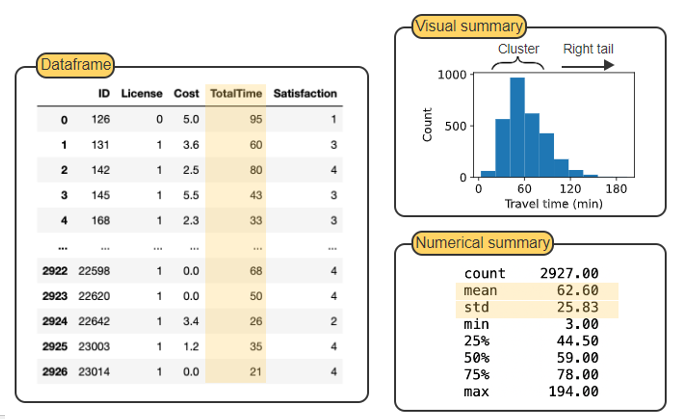 Dataframe
ID License Cost TotalTime Satisfaction
0 126 0 5.0 95 1
1 131 1 3.6 60 3
2 142 1 2.5 80 4
3 145 1 5.5 43 3
4 168 1 2.3 33 3
... ... ... ... ... ...
2922 22598 1 0.0 68 4
2923 22620 1 0.0 50 4
2924 22642 1 3.4 26 2
2925 23003 1 1.2 35 4
2926 23014 1 0.0 21 4
Visual summary
Cluster Right tail
1000
500
0
Count
0 60 120 180
Travel time (min)
Numerical summary
count 2927.00
mean 62.60
std 25.83
min 3.00
25% 44.50
50% 59.00
75% 78.00
max 194.00